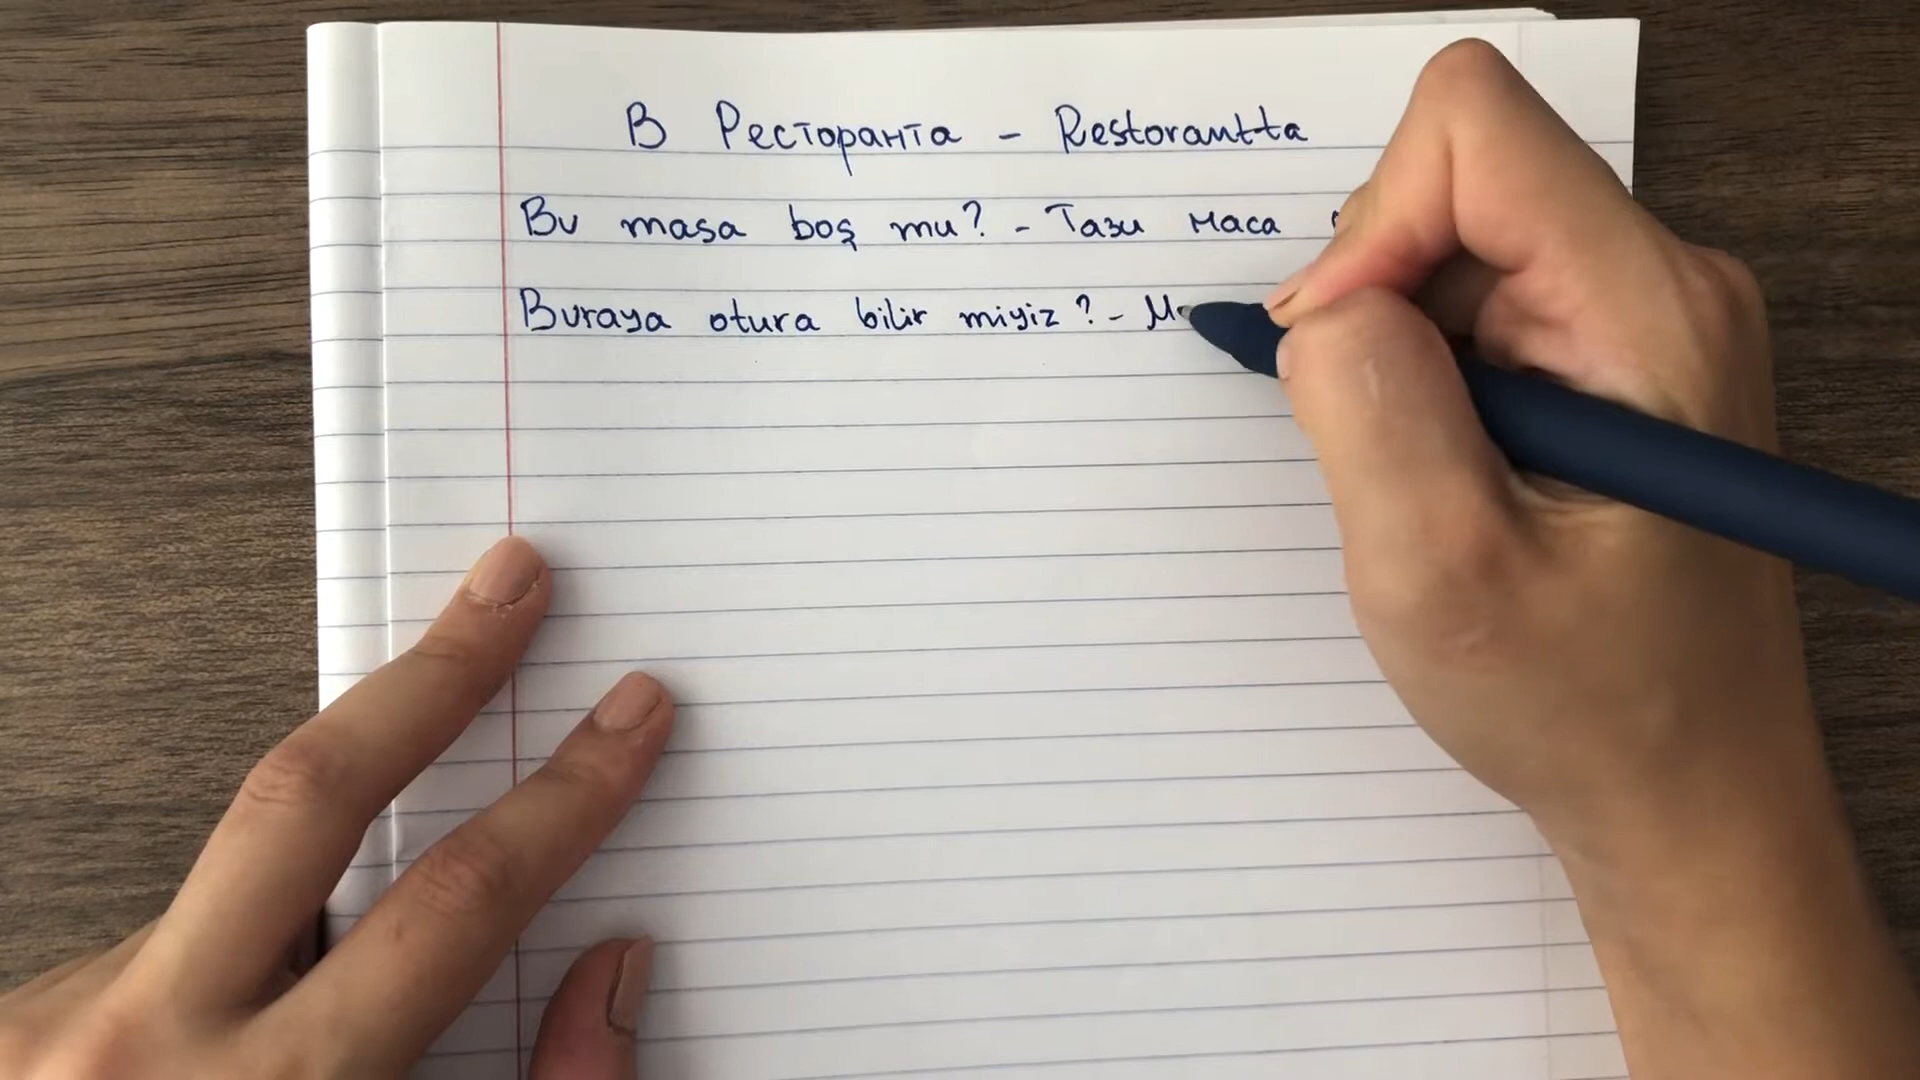 В Ресторанта - Restorantta
Bu masa boş mu? - Тази маса
Buraya otura bilir miyiz? -